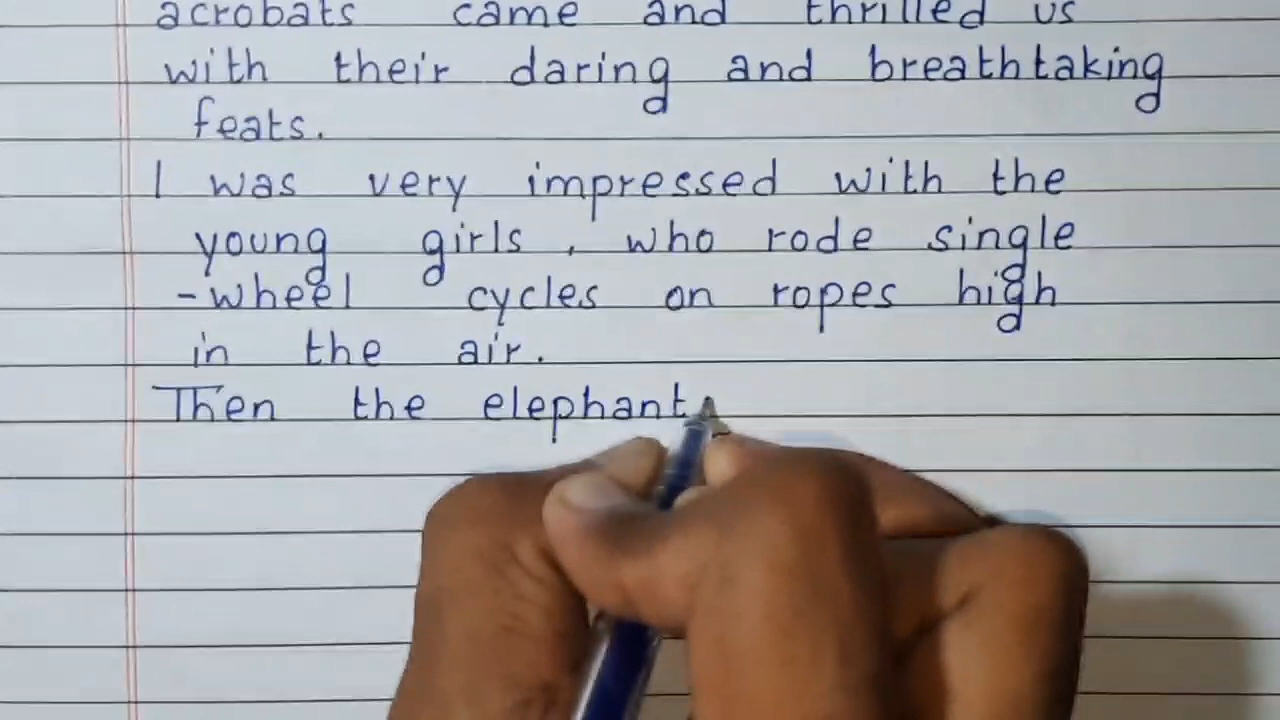 acrobats came and thrilled us
with their daring and breathtaking
feats.
I was very impressed with the
young girls, who rode single
-wheel cycles on ropes high
in the air.
Then the elephant